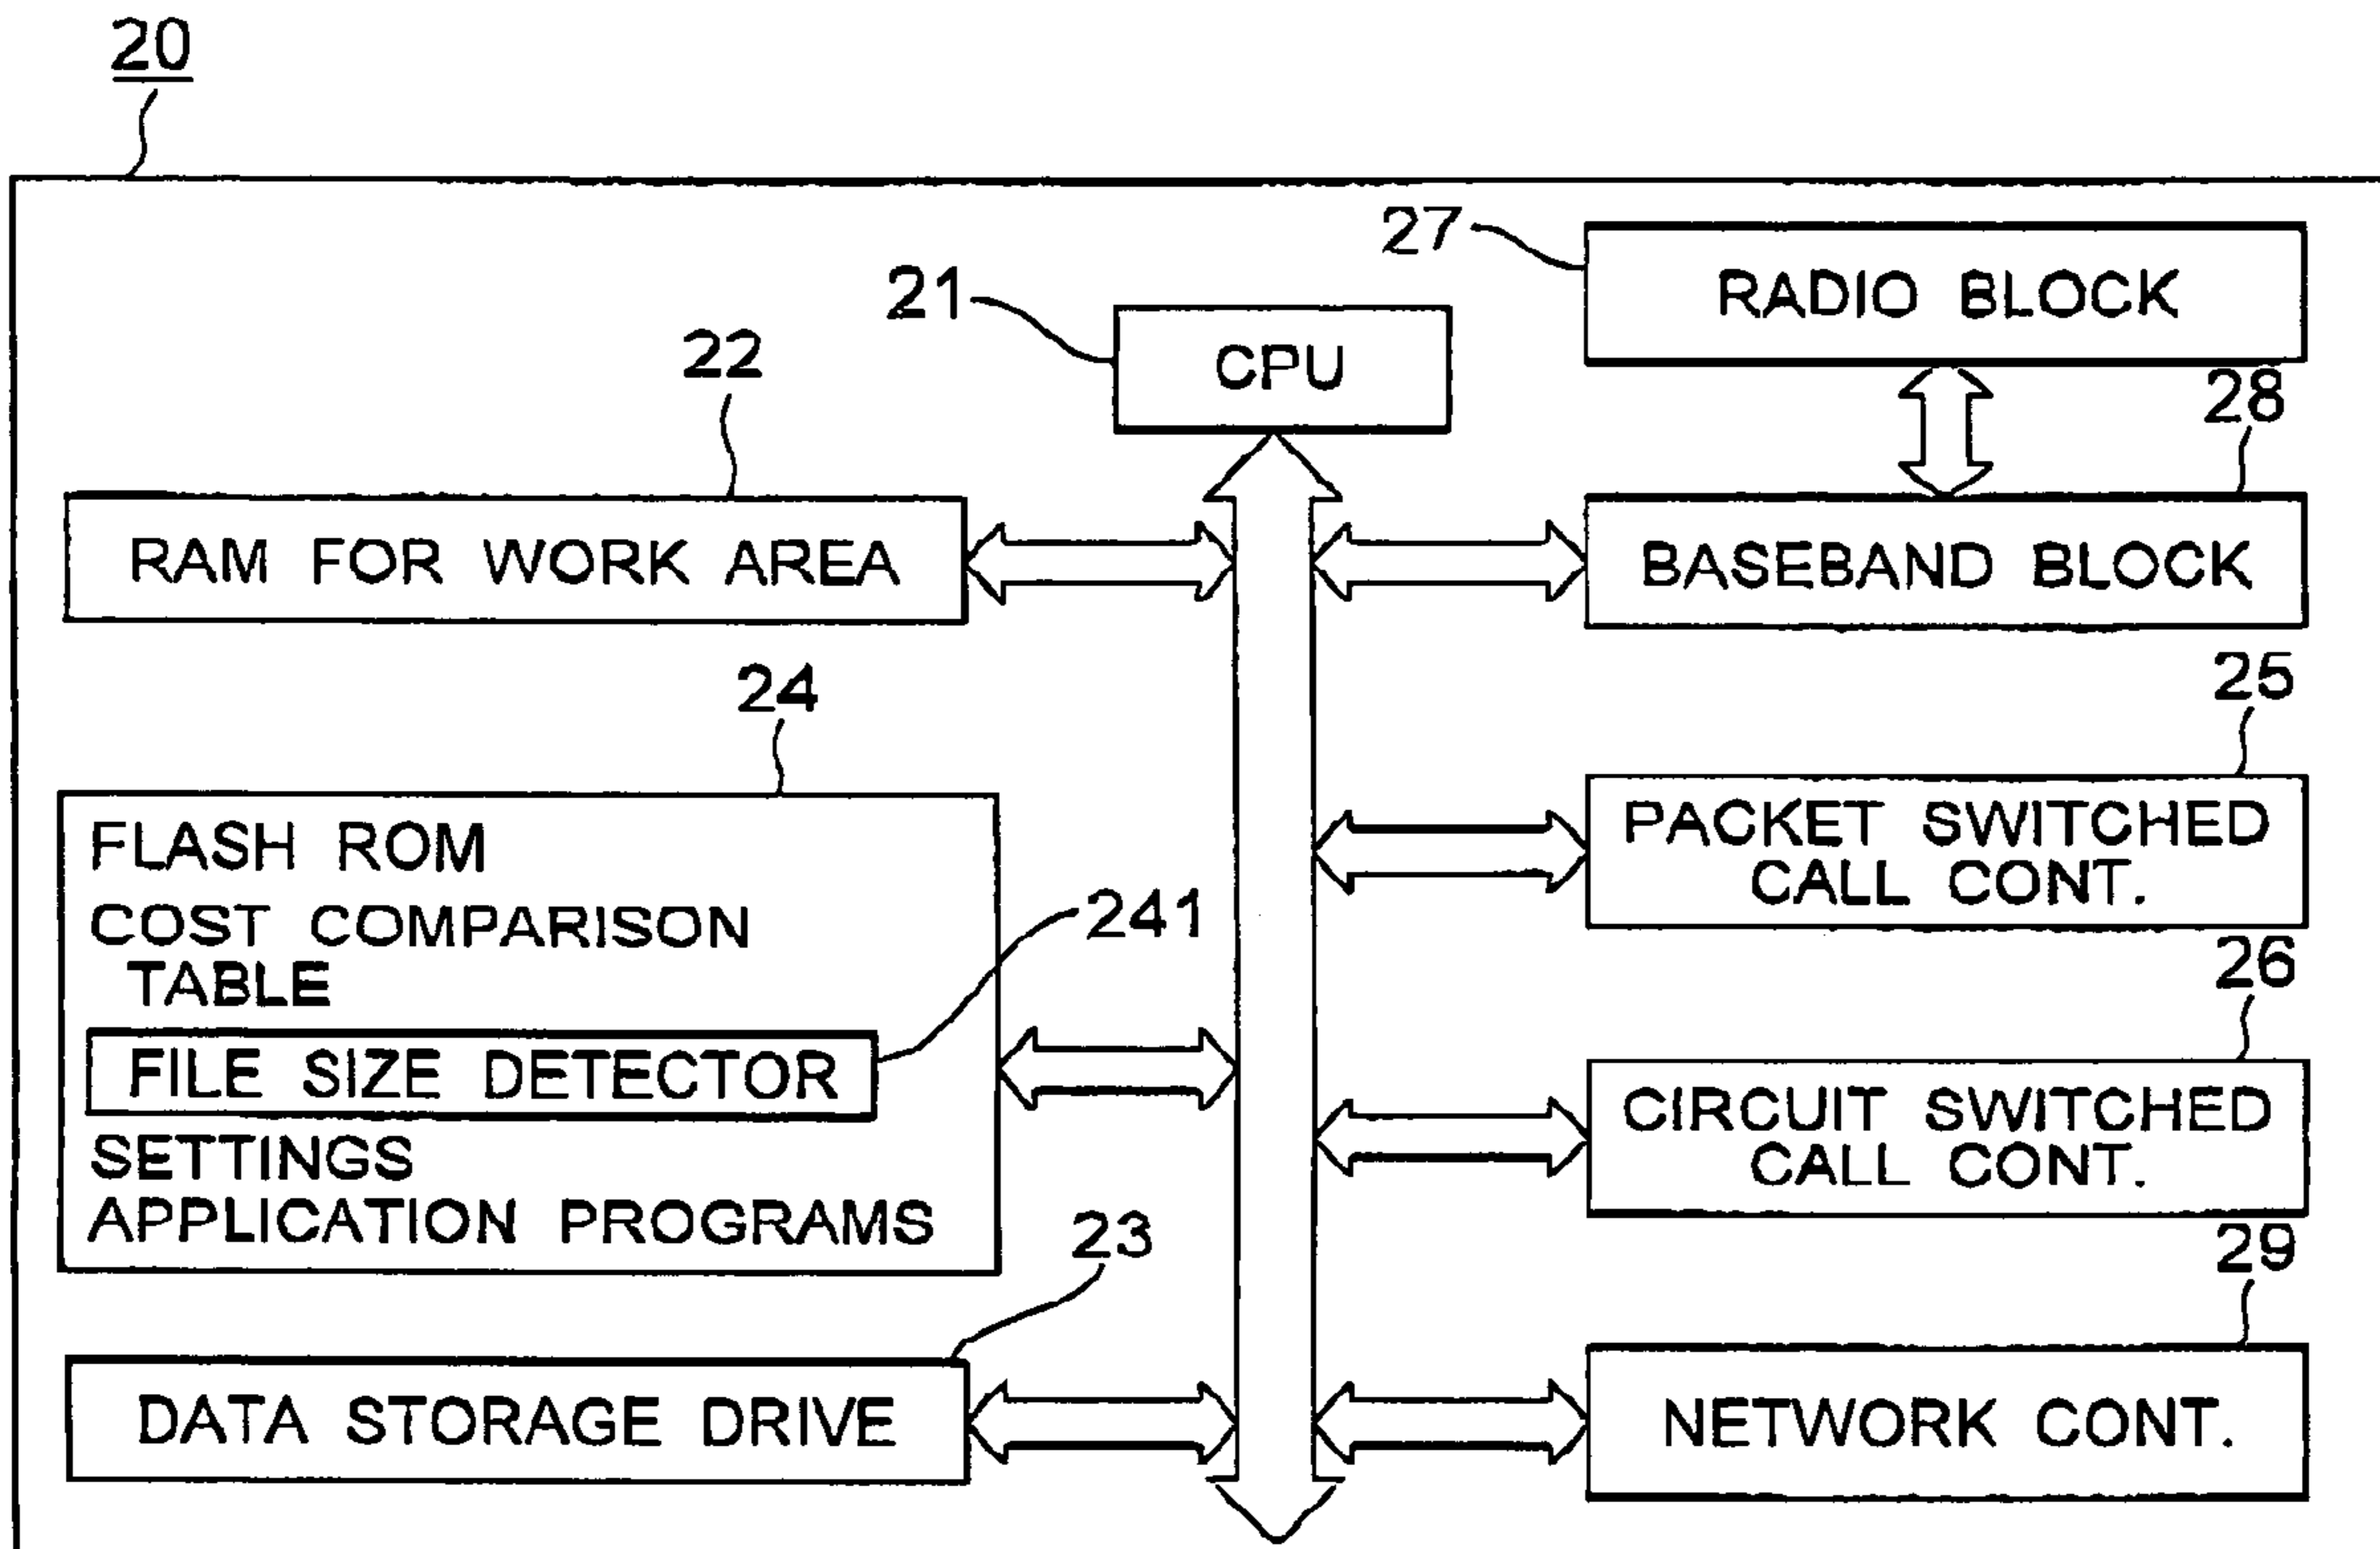 20
27
RADIO BLOCK
21
CPU
22
28
RAM FOR WORK AREA
BASEBAND BLOCK
24
25
FLASH ROM
COST COMPARISON
TABLE
241
FILE SIZE DETECTOR
SETTINGS
APPLICATION PROGRAMS
PACKET SWITCHED
CALL CONT.
26
CIRCUIT SWITCHED
CALL CONT.
23
29
DATA STORAGE DRIVE
NETWORK CONT.